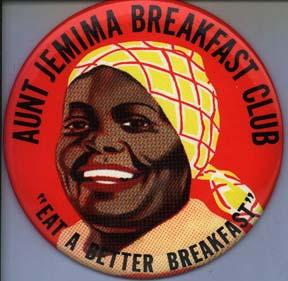 AUNT JEMIMA BREAKFAST CLUB
"EAT A BETTER BREAKFAST"